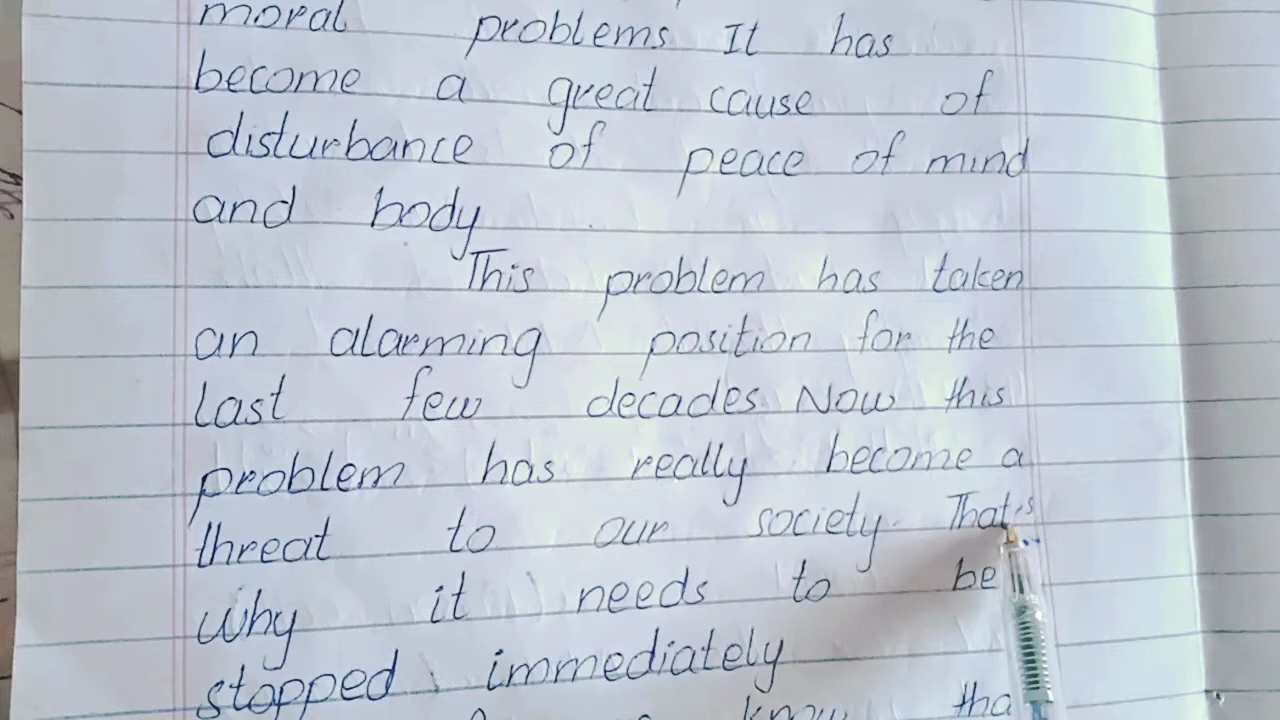 moral problems It has
become a great cause of
disturbance of peace of mind
and body
This problem has taken
an alarming position for the
last few decades. Now this
problem has really become a
threat to our society. That's
why it needs to be
stopped immediately
know tha